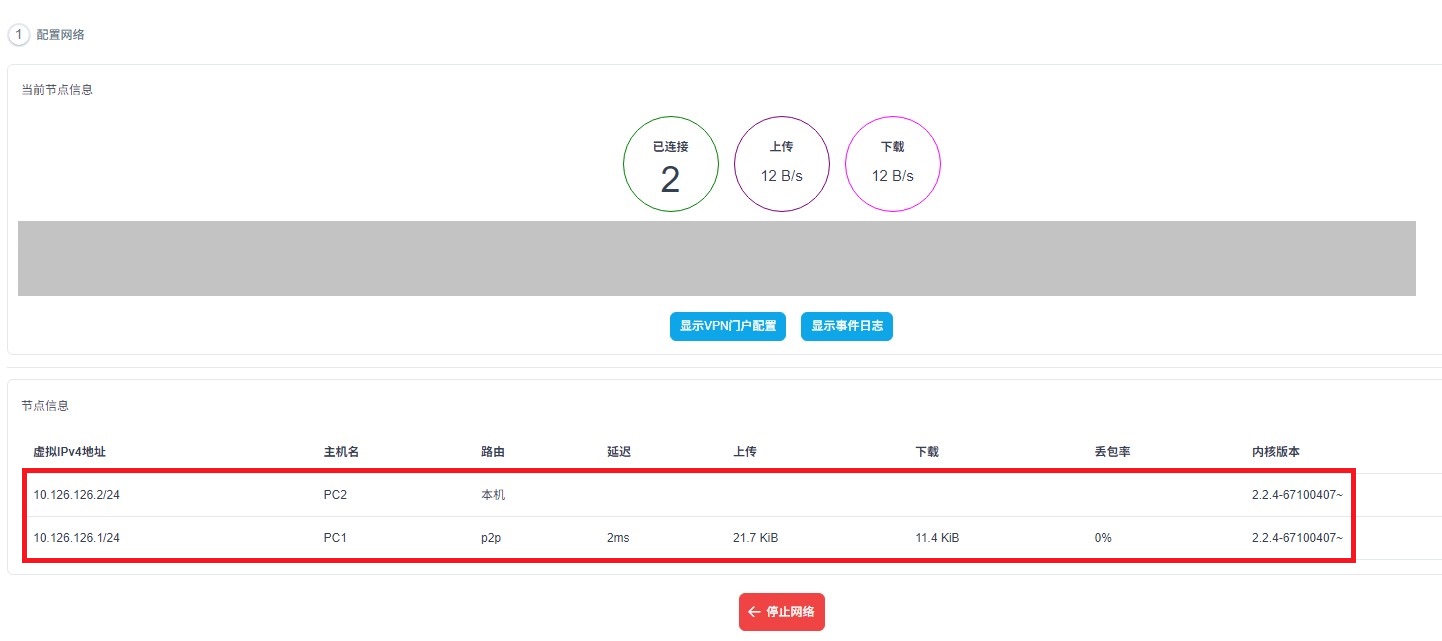 1 配置网络
当前节点信息
已连接 上传 下载
2 12 B/s 12 B/s
显示VPN门户配置 显示事件日志
节点信息
虚拟IPv4地址 主机名 路由 延迟 上传 下载 丢包率 内核版本
10.126.126.2/24 PC2 本机 2.2.4-67100407~
10.126.126.1/24 PC1 p2p 2ms 21.7 KiB 11.4 KiB 0% 2.2.4-67100407~
← 停止网络